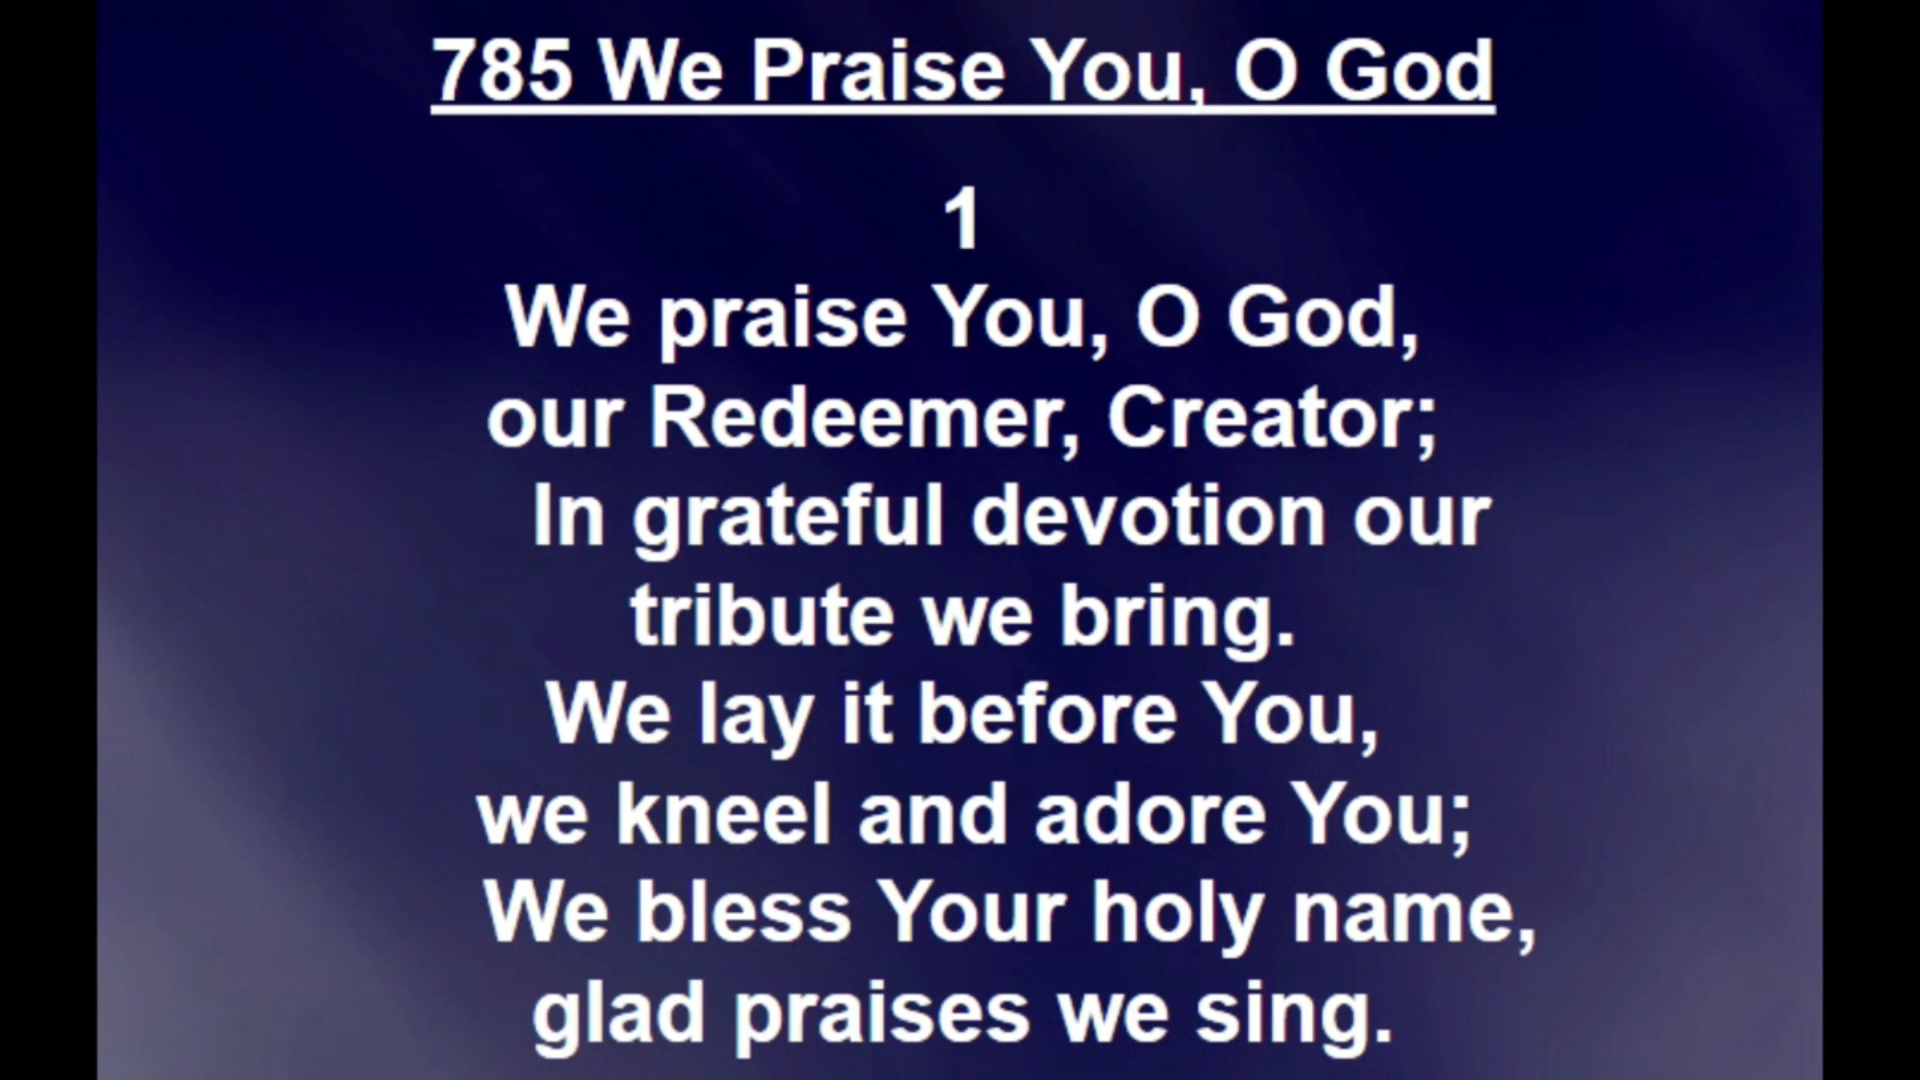 785 We Praise You, O God
1
We praise You, O God,
our Redeemer, Creator;
In grateful devotion our
tribute we bring.
We lay it before You,
we kneel and adore You;
We bless Your holy name,
glad praises we sing.